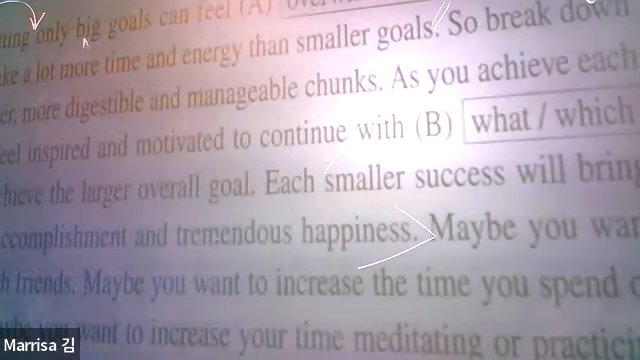 only big goals can feel (A)
a lot more time and energy than smaller goals. So break down
more digestible and manageable chunks. As you achieve each
feel inspired and motivated to continue with (B) what / which
the larger overall goal. Each smaller success will bring
accomplishment and tremendous happiness. Maybe you
friends. Maybe you want to increase the time you spend
you want to increase your time meditating or
Marrisa 김